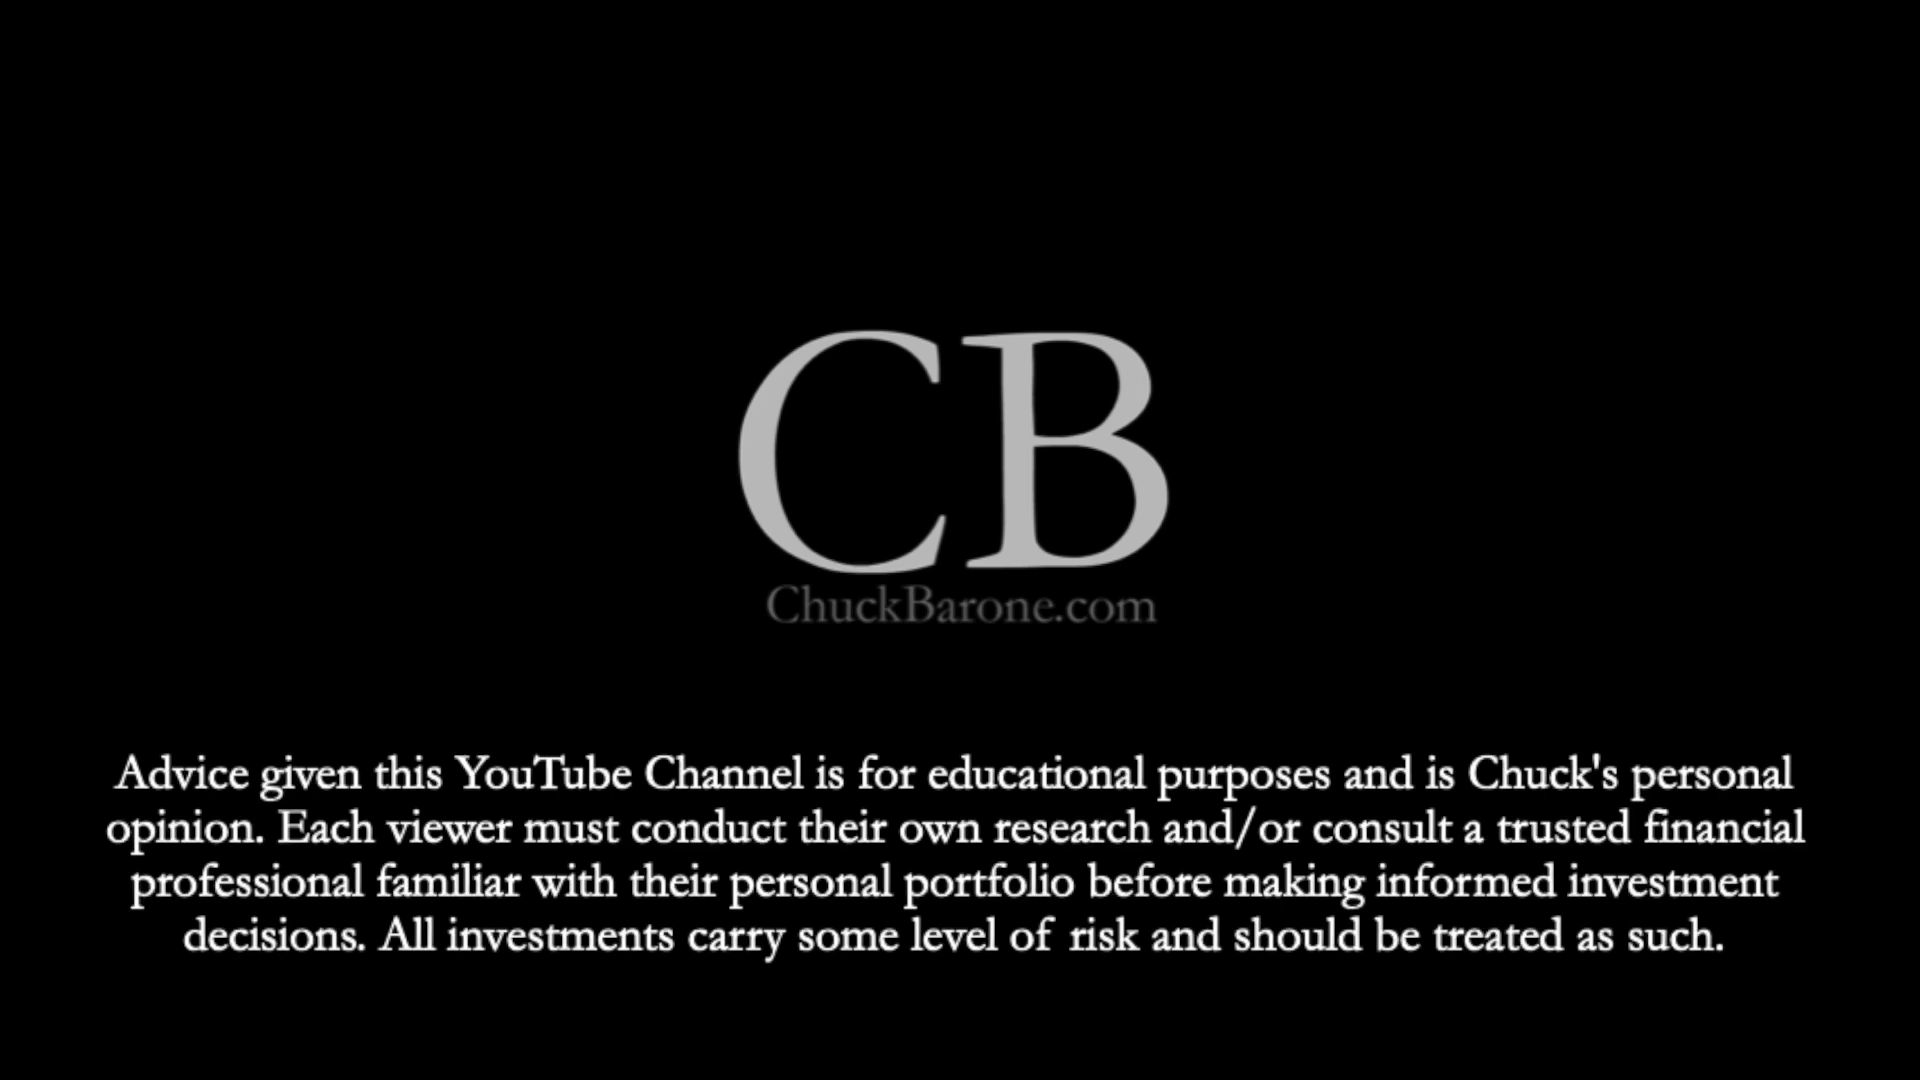 CB
ChuckBarone.com
Advice given this YouTube Channel is for educational purposes and is Chuck's personal
opinion. Each viewer must conduct their own research and/or consult a trusted financial
professional familiar with their personal portfolio before making informed investment
decisions. All investments carry some level of risk and should be treated as such.